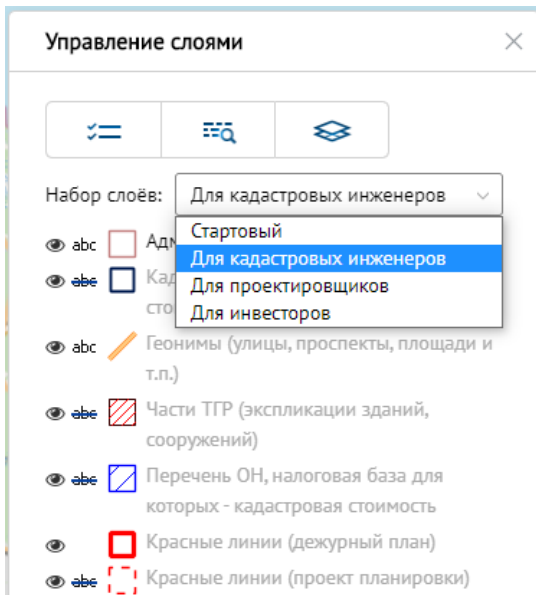 Управление слоями
Набор слоёв: Для кадастровых инженеров
Стартовый
Для кадастровых инженеров
Для проектировщиков
Для инвесторов
abc
abc
abc Геонимы (улицы, проспекты, площади и
т.п.)
abc Части ТГР (экспликации зданий,
сооружений)
abc Перечень ОН, налоговая база для
которых - кадастровая стоимость
Красные линии (дежурный план)
abc Красные линии (проект планировки)